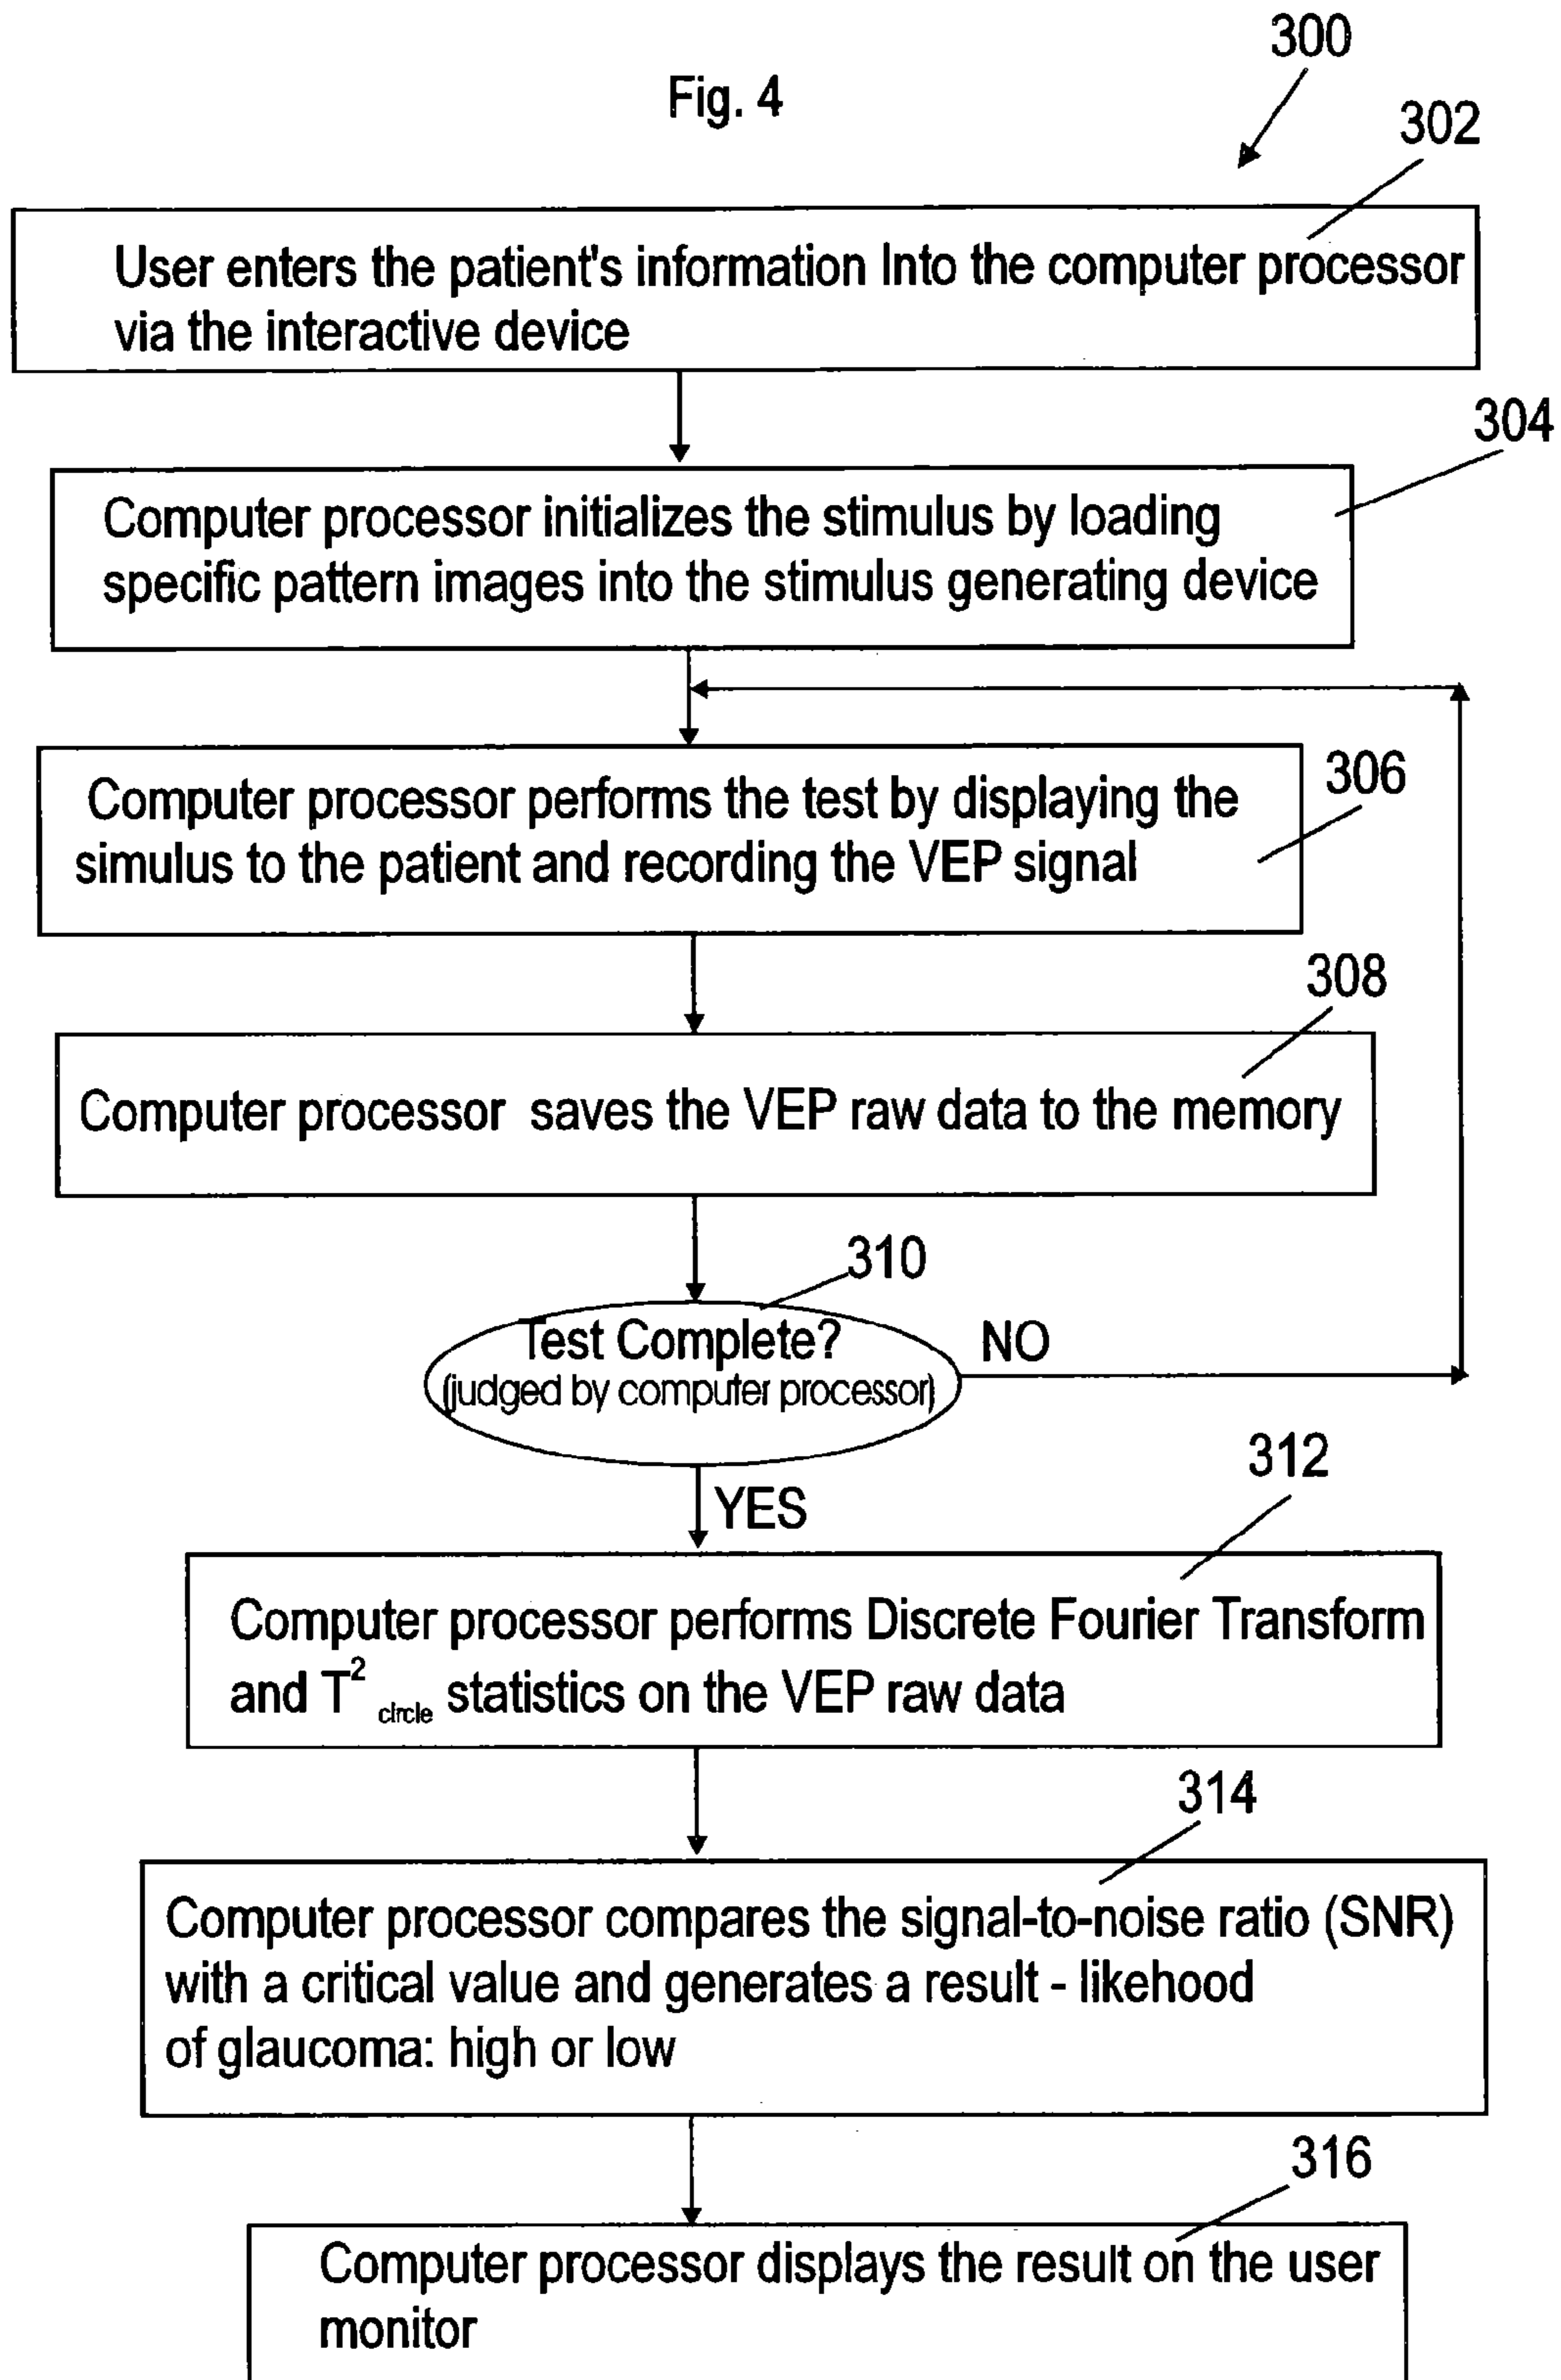 300
Fig. 4
302
User enters the patient's information Into the computer processor
via the interactive device
304
Computer processor initializes the stimulus by loading
specific pattern images into the stimulus generating device
306
Computer processor performs the test by displaying the
simulus to the patient and recording the VEP signal
308
Computer processor saves the VEP raw data to the memory
310
Test Complete?
(judged by computer processor)
NO
YES
312
Computer processor performs Discrete Fourier Transform
and T² circle statistics on the VEP raw data
314
Computer processor compares the signal-to-noise ratio (SNR)
with a critical value and generates a result - likehood
of glaucoma: high or low
316
Computer processor displays the result on the user
monitor